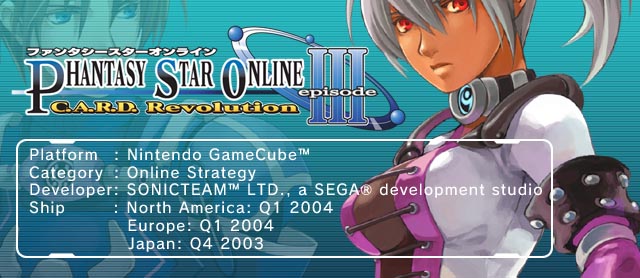 ファンタシースターオンライン
PHANTASY STAR ONLINE
episode III
C.A.R.D. Revolution
Platform : Nintendo GameCube™
Category : Online Strategy
Developer: SONICTEAM™ LTD., a SEGA® development studio
Ship : North America: Q1 2004
Europe: Q1 2004
Japan: Q4 2003